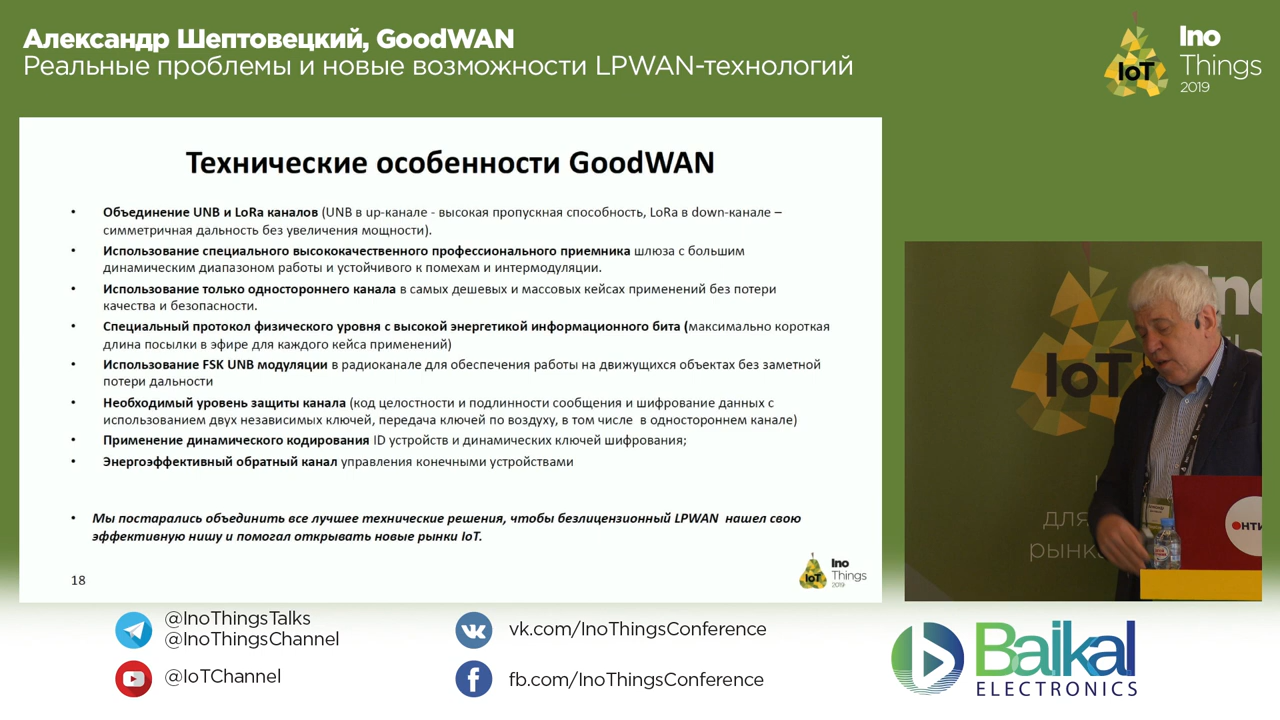 Александр Шептовецкий, GoodWAN
Реальные проблемы и новые возможности LPWAN-технологий
IoT
Ino
Things
2019
Технические особенности GoodWAN
• Объединение UNB и LoRa каналов (UNB в up-канале - высокая пропускная способность, LoRa в down-канале –
симметричная дальность без увеличения мощности).
• Использование специального высококачественного профессионального приемника шлюза с большим
динамическим диапазоном работы и устойчивого к помехам и интермодуляции.
• Использование только одностороннего канала в самых дешевых и массовых кейсах применений без потери
качества и безопасности.
• Специальный протокол физического уровня с высокой энергетикой информационного бита (максимально короткая
длина посылки в эфире для каждого кейса применений)
• Использование FSK UNB модуляции в радиоканале для обеспечения работы на движущихся объектах без заметной
потери дальности
• Необходимый уровень защиты канала (код целостности и подлинности сообщения и шифрование данных с
использованием двух независимых ключей, передача ключей по воздуху, в том числе в одностороннем канале)
• Применение динамического кодирования ID устройств и динамических ключей шифрования;
• Энергоэффективный обратный канал управления конечными устройствами
• Мы постарались объединить все лучшее технические решения, чтобы безлицензионный LPWAN нашел свою
эффективную нишу и помогал открывать новые рынки IoT.
18
IoT
Ino
Things
2019
IoT
для
рынк
@InoThingsTalks
@InoThingsChannel
@IoTChannel
vk.com/InoThingsConference
fb.com/InoThingsConference
Baikal
ELECTRONICS